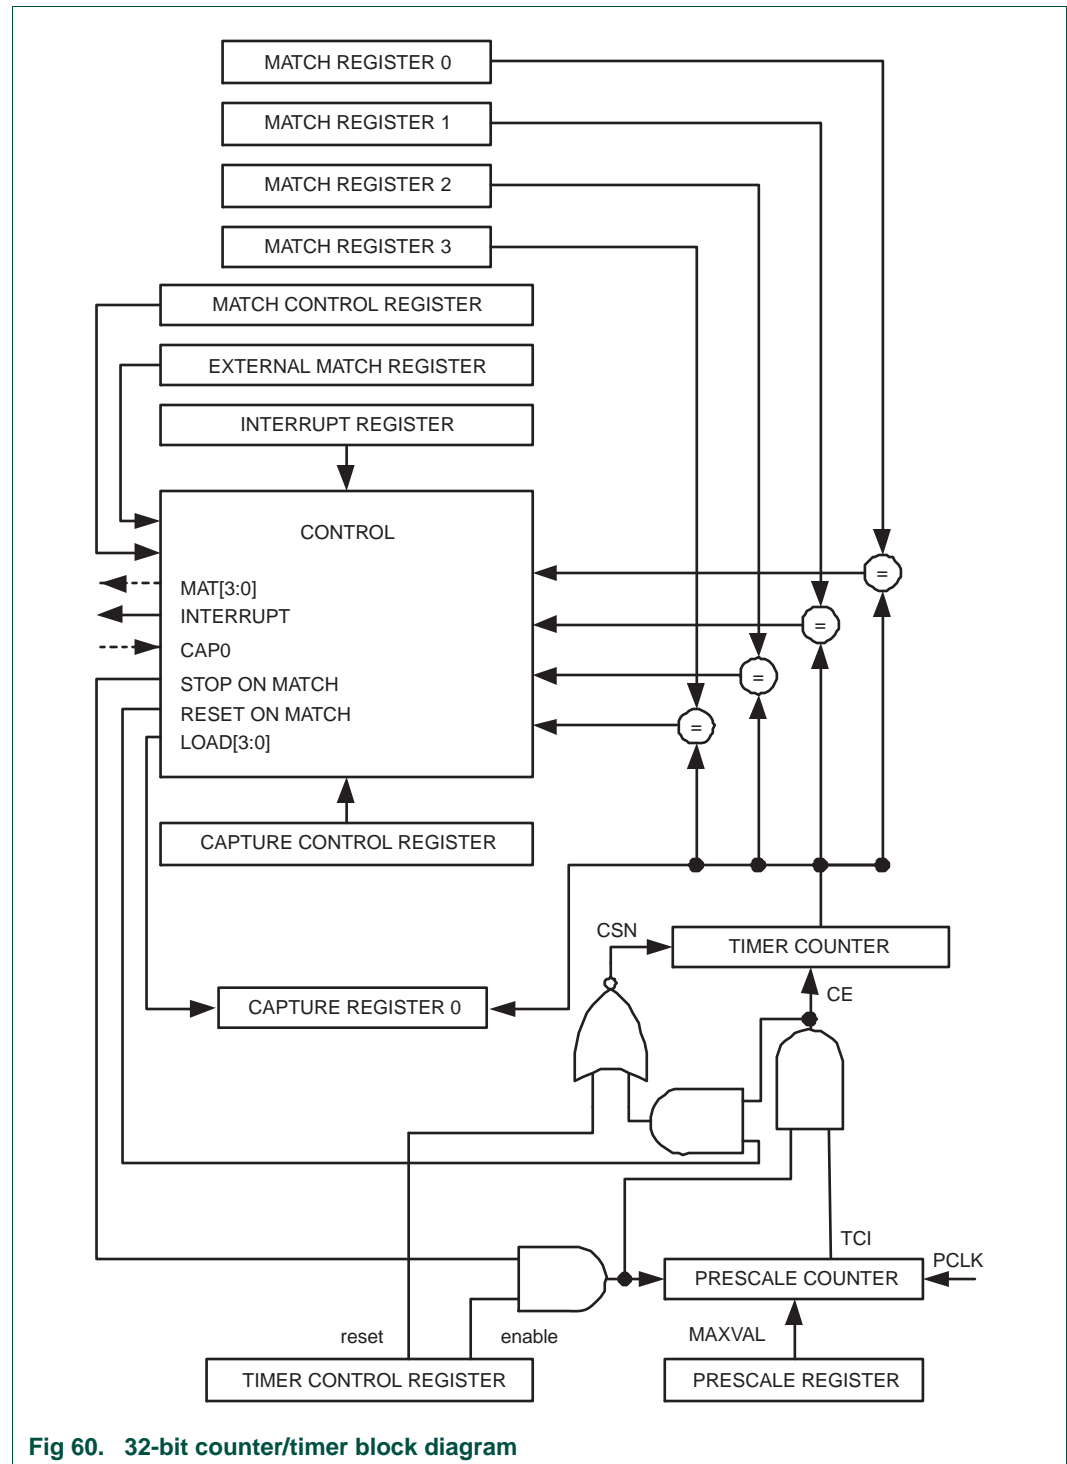 MATCH REGISTER 0
MATCH REGISTER 1
MATCH REGISTER 2
MATCH REGISTER 3
MATCH CONTROL REGISTER
EXTERNAL MATCH REGISTER
INTERRUPT REGISTER
CONTROL
=
=
=
=
MAT[3:0]
INTERRUPT
CAP0
STOP ON MATCH
RESET ON MATCH
LOAD[3:0]
CAPTURE CONTROL REGISTER
CSN
TIMER COUNTER
CE
CAPTURE REGISTER 0
TCI
PCLK
PRESCALE COUNTER
reset
enable
MAXVAL
TIMER CONTROL REGISTER
PRESCALE REGISTER
Fig 60. 32-bit counter/timer block diagram